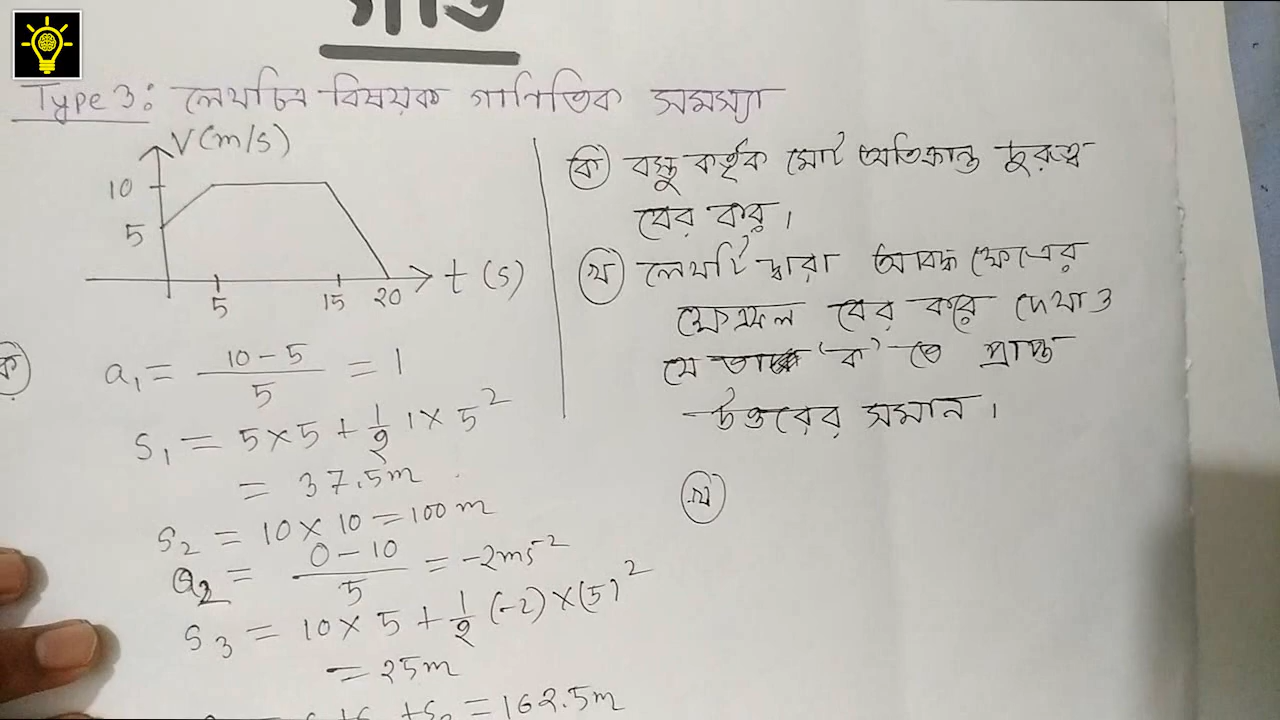 গতি
Type 3: লেখচিত্র বিষয়ক গাণিতিক সমস্যা
V(m/s)
10
5
t (s)
5 15 20
(ক) বস্তু কর্তৃক মোট অতিক্রান্ত দুরত্ব
বের কর।
(খ) লেখটি দ্বারা আবদ্ধ ক্ষেত্রের
ক্ষেত্রফল বের করে দেখাও
যে তা 'ক' তে প্রাপ্ত
উত্তরের সমান।
(ক) a₁ = (10 - 5)/5 = 1
S₁ = 5×5 + 1/2 1×5²
= 37.5m
S₂ = 10 × 10 = 100m
a₂ = (0 - 10)/5 = -2ms⁻²
S₃ = 10 × 5 + 1/2 (-2) × (5)²
= 25m
= 162.5m
(খ)